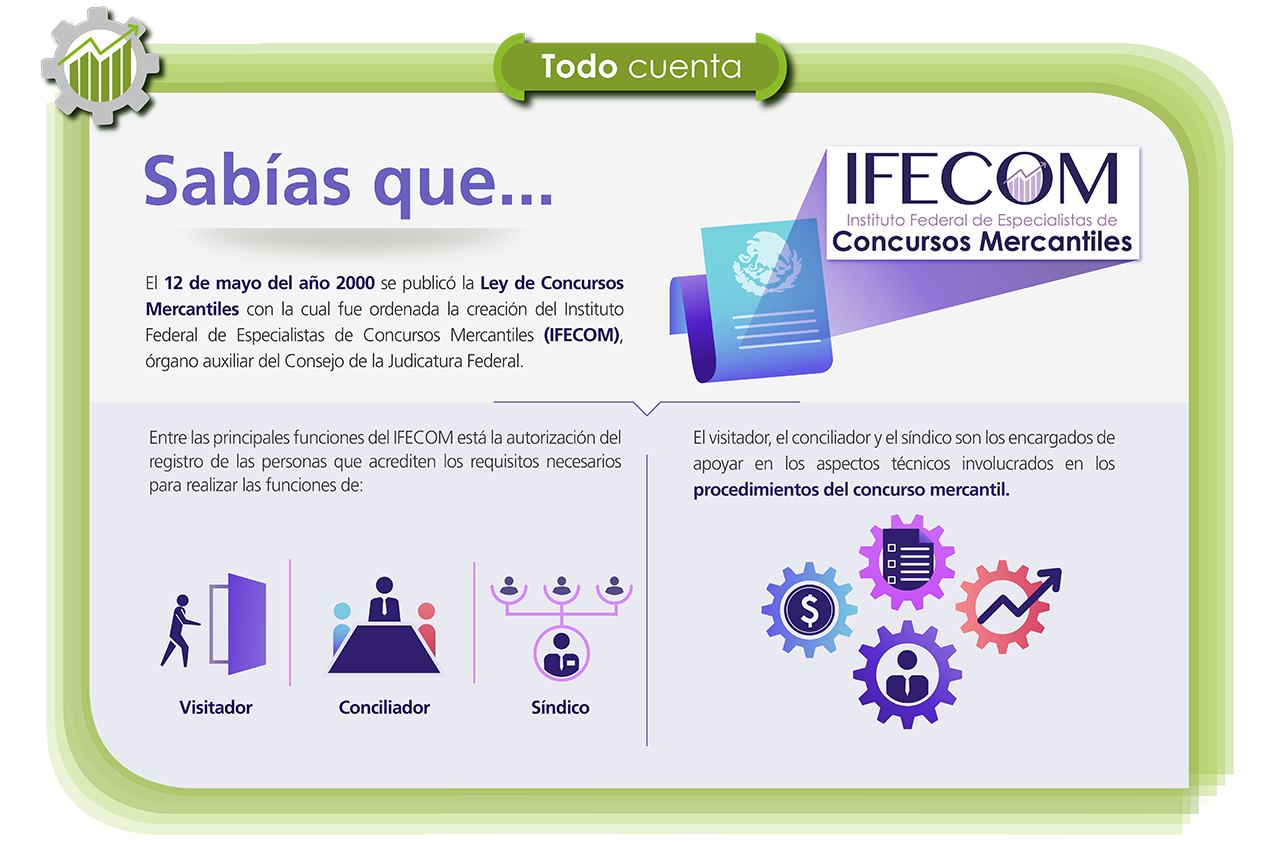 Todo cuenta
Sabías que...
IFECOM
Instituto Federal de Especialistas de
Concursos Mercantiles
El 12 de mayo del año 2000 se publicó la Ley de Concursos
Mercantiles con la cual fue ordenada la creación del Instituto
Federal de Especialistas de Concursos Mercantiles (IFECOM),
órgano auxiliar del Consejo de la Judicatura Federal.
Entre las principales funciones del IFECOM está la autorización del
registro de las personas que acrediten los requisitos necesarios
para realizar las funciones de:
Visitador
Conciliador
Síndico
El visitador, el conciliador y el síndico son los encargados de
apoyar en los aspectos técnicos involucrados en los
procedimientos del concurso mercantil.
$